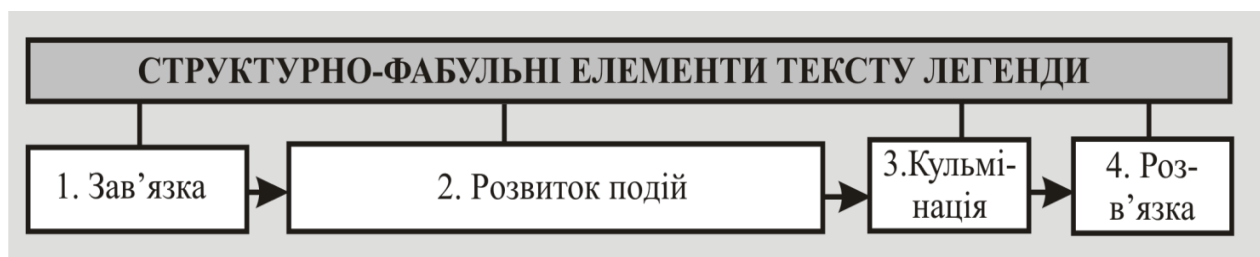 СТРУКТУРНО-ФАБУЛЬНІ ЕЛЕМЕНТИ ТЕКСТУ ЛЕГЕНДИ
1. Зав’язка
2. Розвиток подій
3.Кульмі-
нація
4. Роз-
в’язка